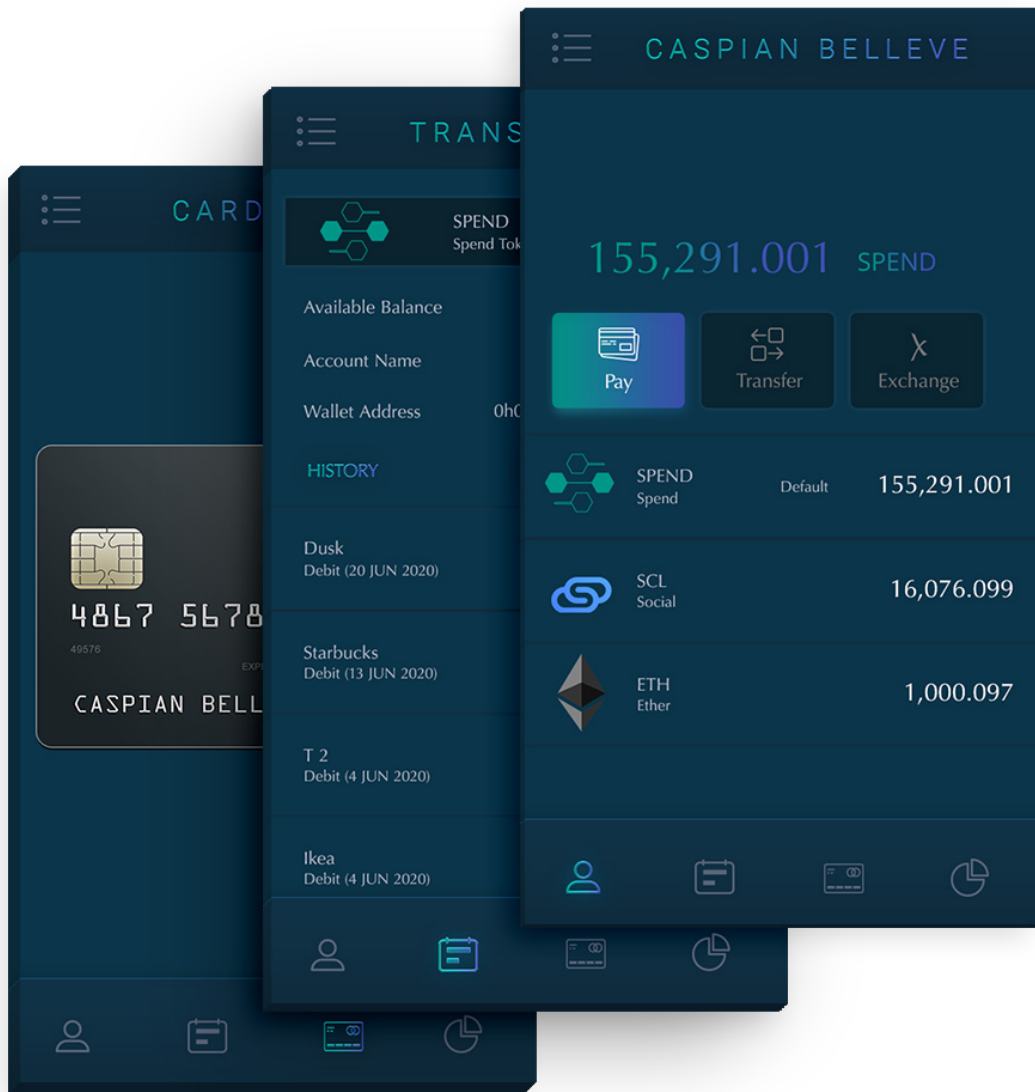 CASPIAN BELLEVE
155,291.001 SPEND
Pay
Transfer
Exchange
SPEND
Spend
Default
155,291.001
SCL
Social
16,076.099
ETH
Ether
1,000.097
TRANS
SPEND
Spend Tok
Available Balance
Account Name
Wallet Address
HISTORY
Dusk
Debit (20 JUN 2020)
Starbucks
Debit (13 JUN 2020)
T 2
Debit (4 JUN 2020)
Ikea
Debit (4 JUN 2020)
CARD
4867 5678
49576
CASPIAN BELL